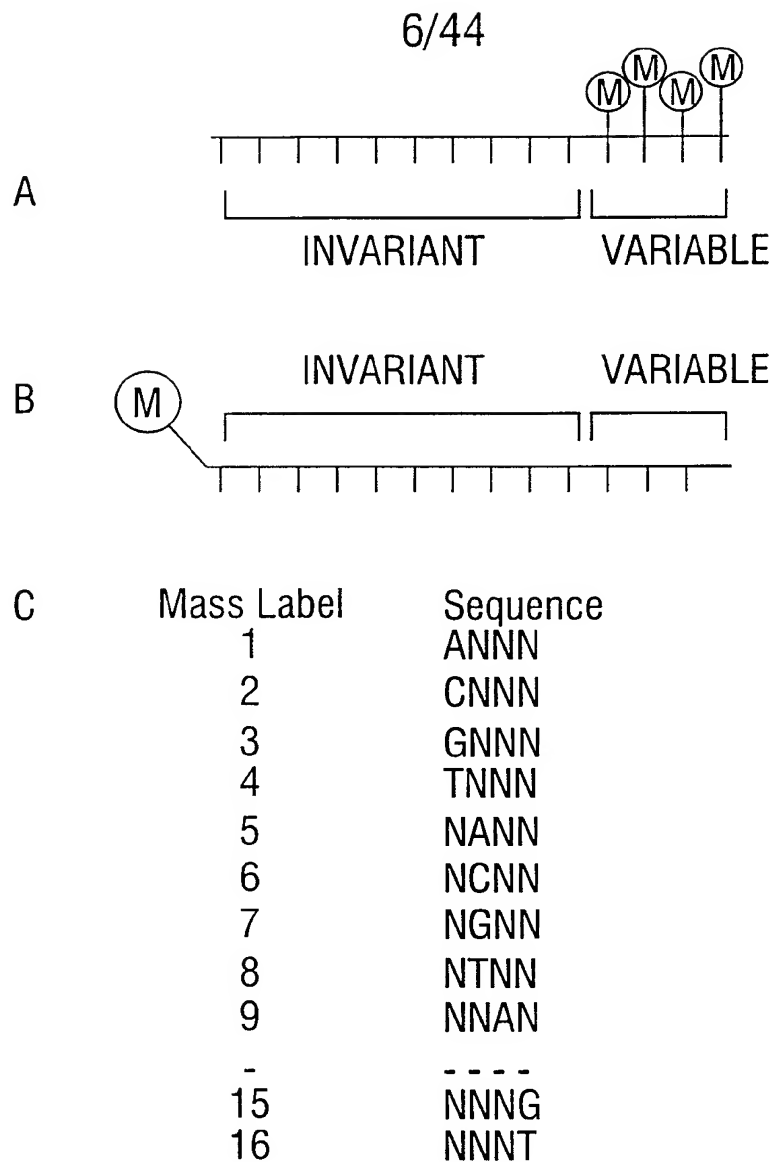 6/44
M M M M
A
INVARIANT VARIABLE
INVARIANT VARIABLE
B M
C Mass Label Sequence
1 ANNN
2 CNNN
3 GNNN
4 TNNN
5 NANN
6 NCNN
7 NGNN
8 NTNN
9 NNAN
- ----
15 NNNG
16 NNNT